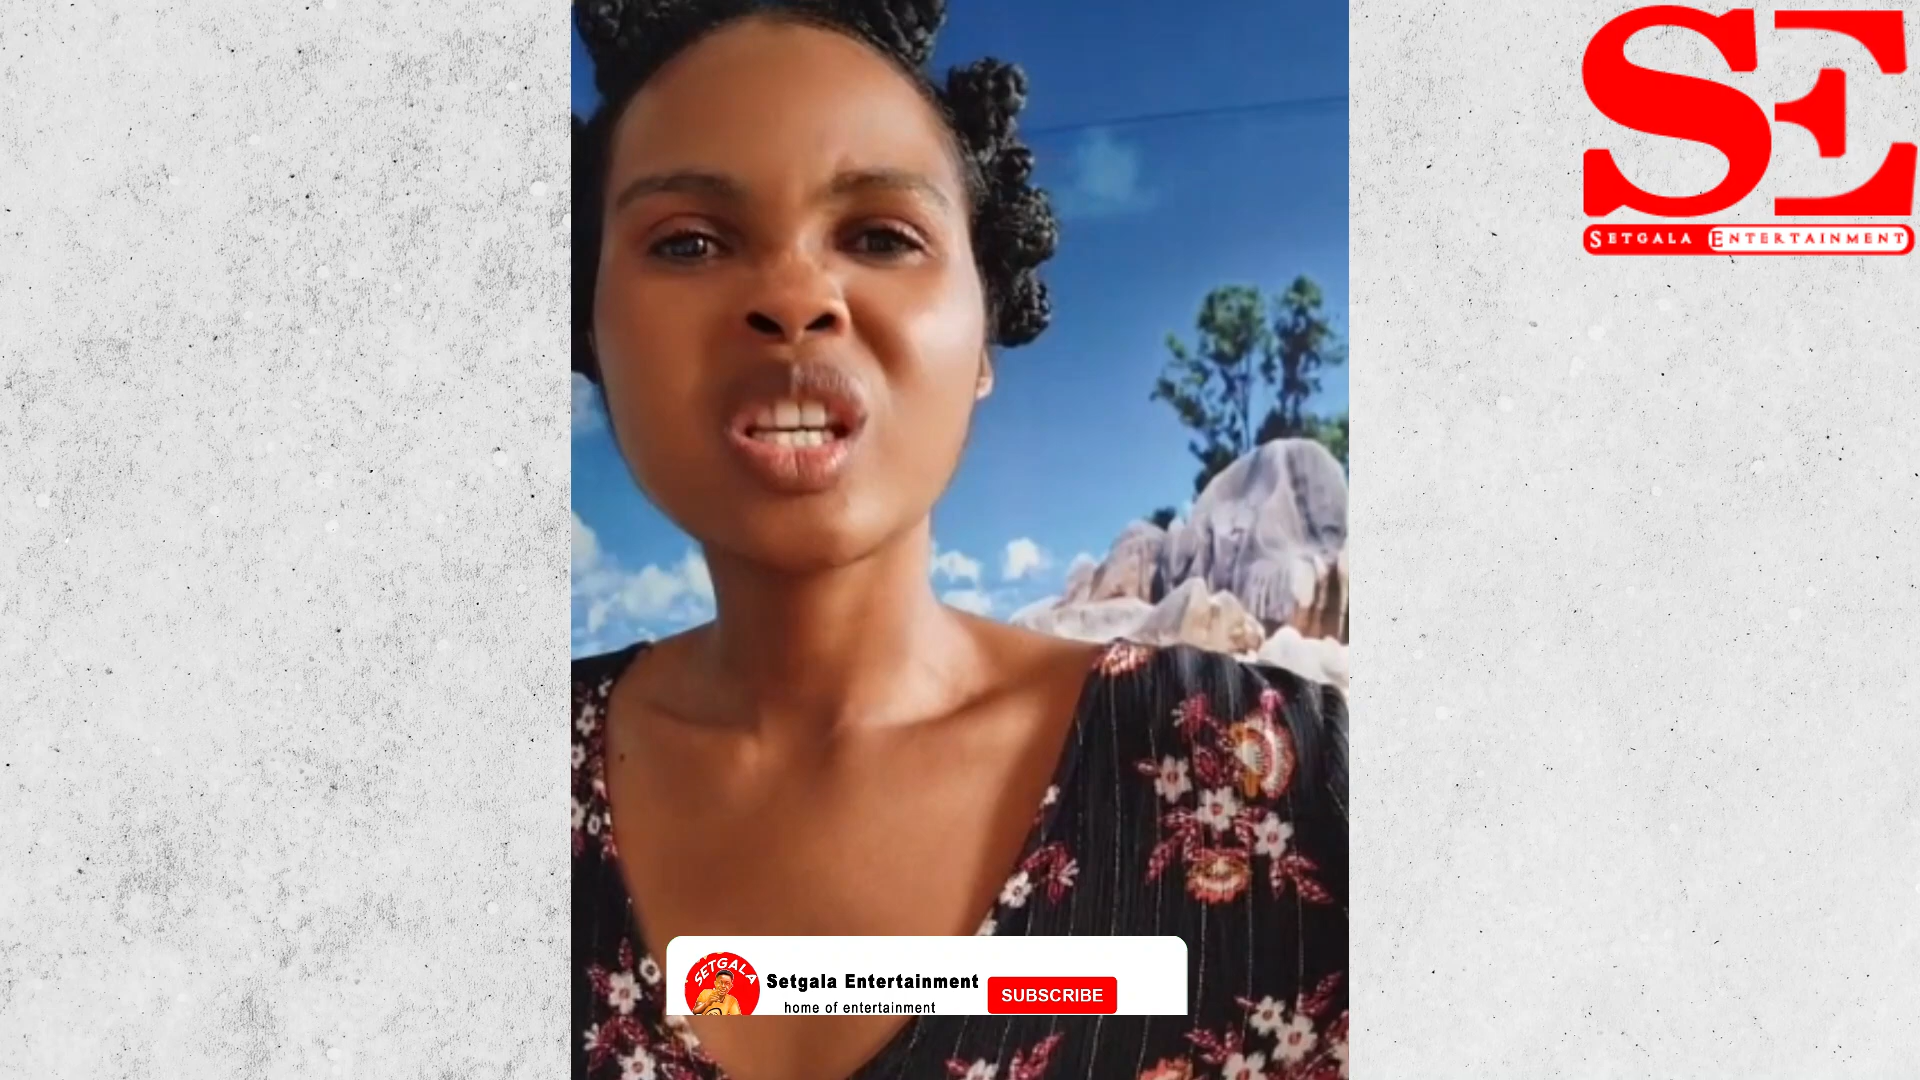 SE
SETGALA ENTERTAINMENT
SETGALA
Setgala Entertainment
home of entertainment
SUBSCRIBE